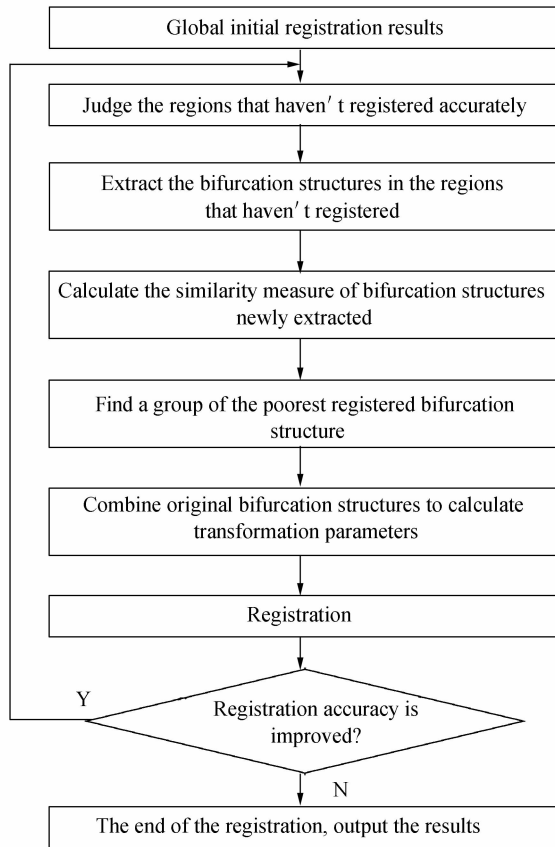 Global initial registration results
Judge the regions that haven′ t registered accurately
Extract the bifurcation structures in the regions
that haven′ t registered
Calculate the similarity measure of bifurcation structures
newly extracted
Find a group of the poorest registered bifurcation
structure
Combine original bifurcation structures to calculate
transformation parameters
Registration
Y
Registration accuracy is
improved?
N
The end of the registration, output the results